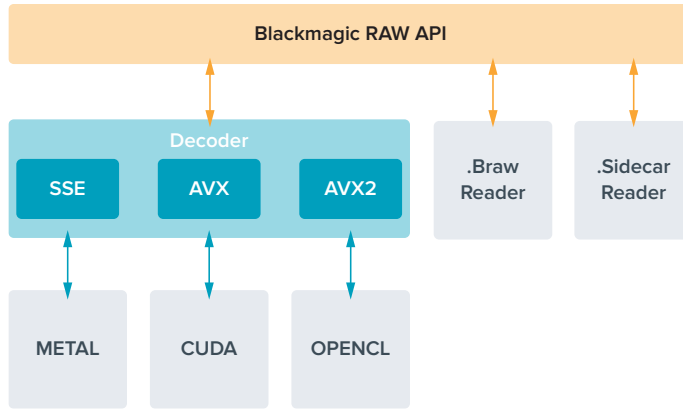 Blackmagic RAW API
Decoder
SSE
AVX
AVX2
.Braw
Reader
.Sidecar
Reader
METAL
CUDA
OPENCL